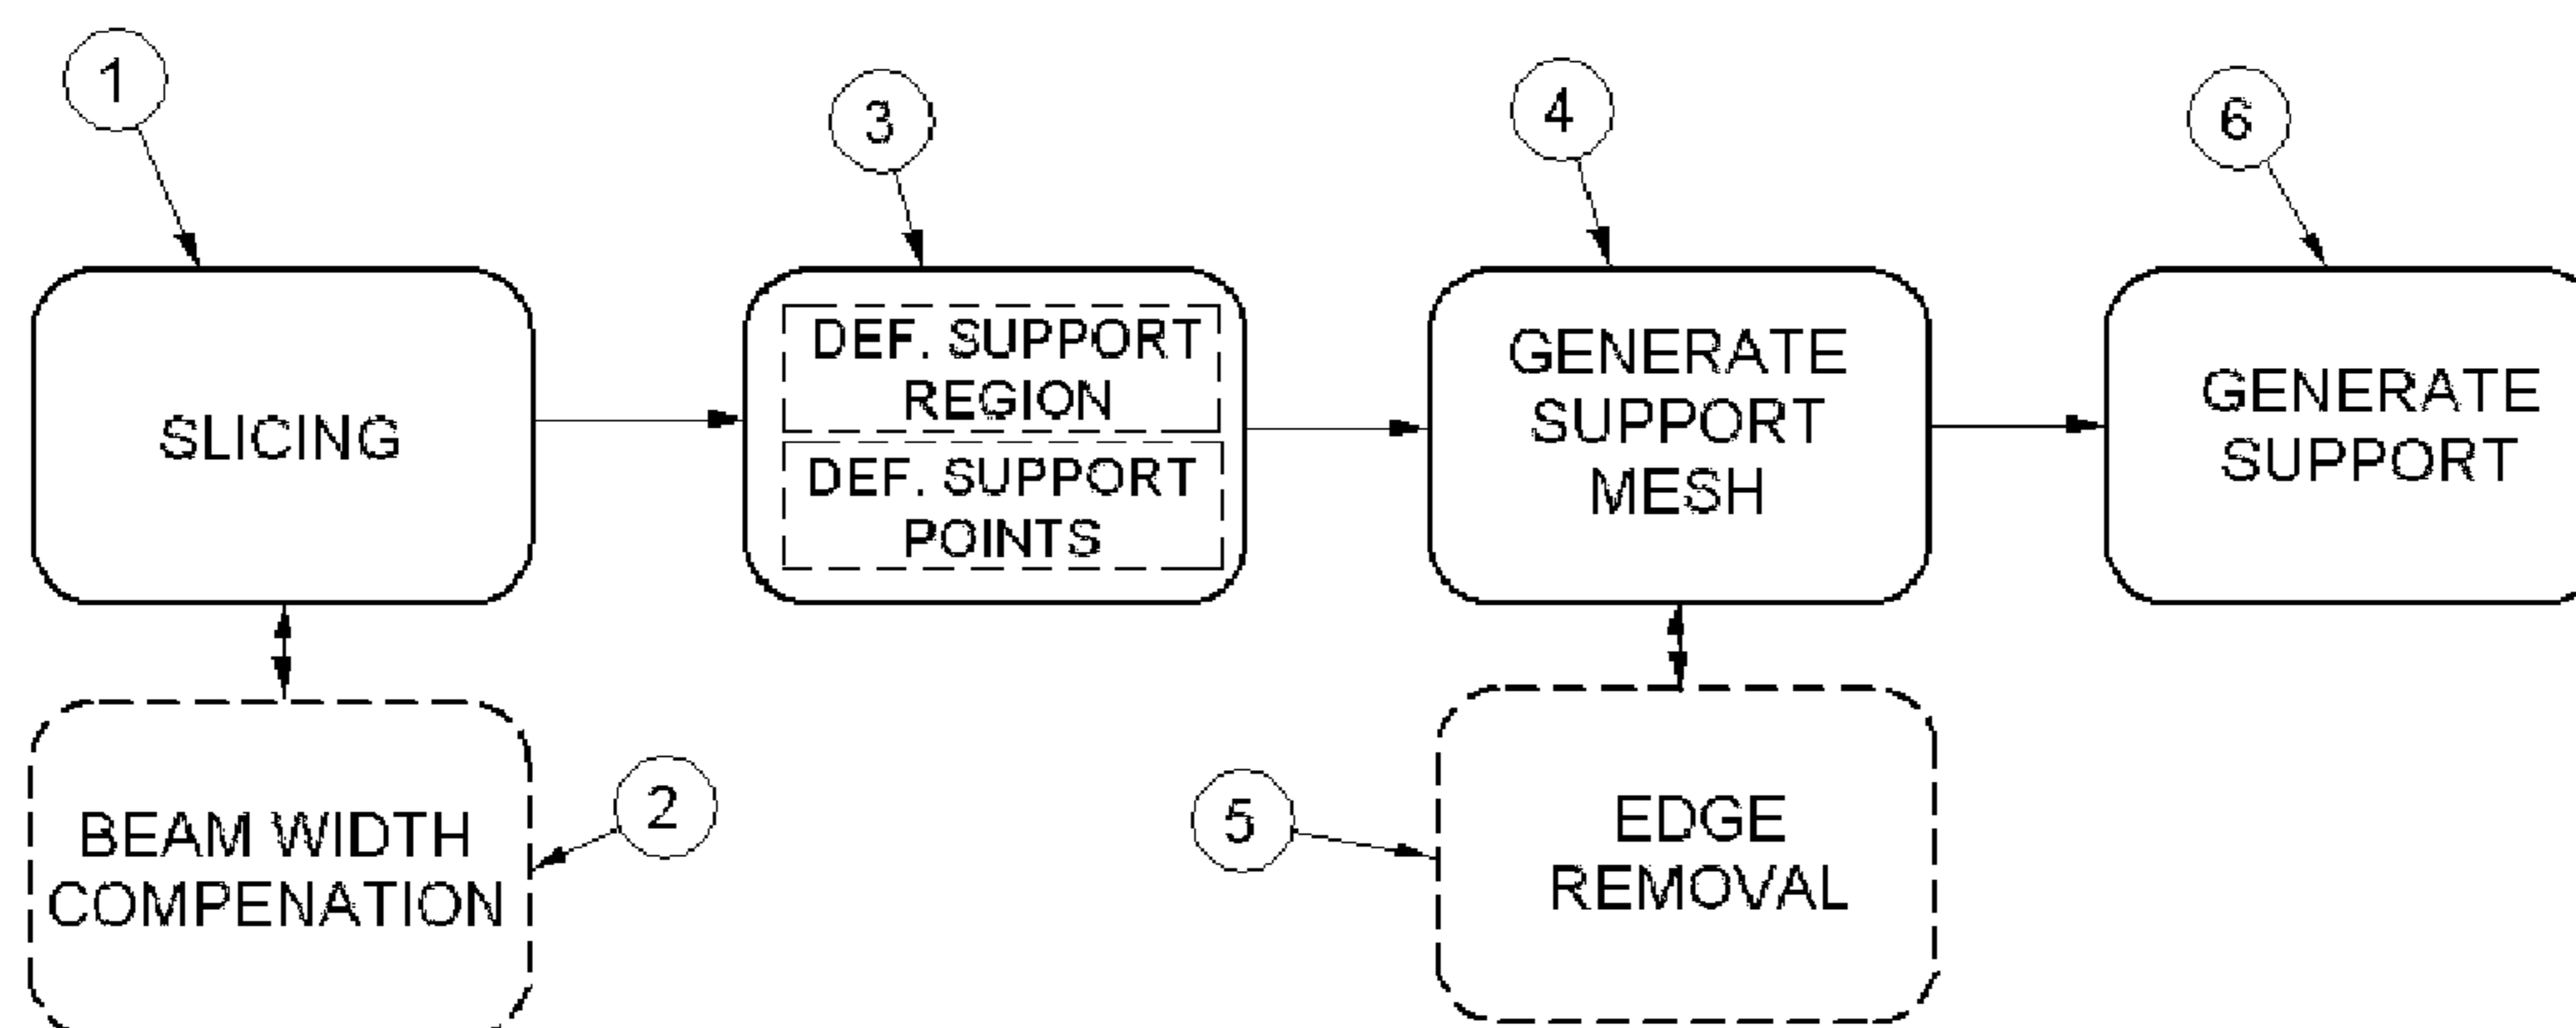 1
3
4
6
SLICING
DEF. SUPPORT
REGION
DEF. SUPPORT
POINTS
GENERATE
SUPPORT
MESH
GENERATE
SUPPORT
BEAM WIDTH
COMPENATION
2
5
EDGE
REMOVAL